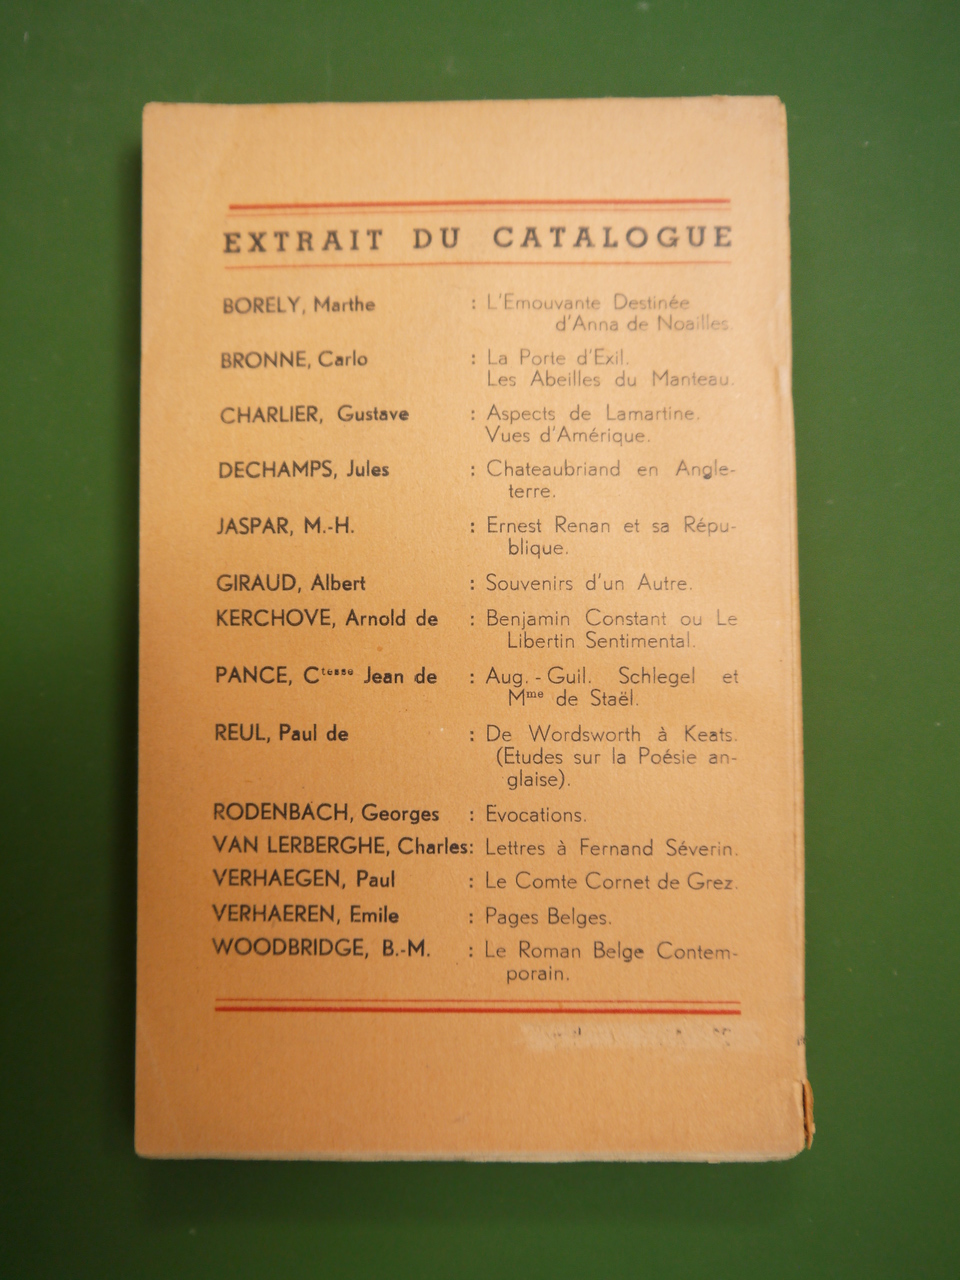 EXTRAIT DU CATALOGUE
BORELY, Marthe : L'Emouvante Destinée
d'Anna de Noailles.
BRONNE, Carlo : La Porte d'Exil.
Les Abeilles du Manteau.
CHARLIER, Gustave : Aspects de Lamartine.
Vues d'Amérique.
DECHAMPS, Jules : Chateaubriand en Angle-
terre.
JASPAR, M.-H. : Ernest Renan et sa Répu-
blique.
GIRAUD, Albert : Souvenirs d'un Autre.
KERCHOVE, Arnold de : Benjamin Constant ou Le
Libertin Sentimental.
PANCE, Ctesse Jean de : Aug. - Guil. Schlegel et
Mme de Staël.
REUL, Paul de : De Wordsworth à Keats.
(Etudes sur la Poésie an-
glaise).
RODENBACH, Georges : Evocations.
VAN LERBERGHE, Charles: Lettres à Fernand Séverin.
VERHAEGEN, Paul : Le Comte Cornet de Grez.
VERHAEREN, Emile : Pages Belges.
WOODBRIDGE, B.-M. : Le Roman Belge Contem-
porain.